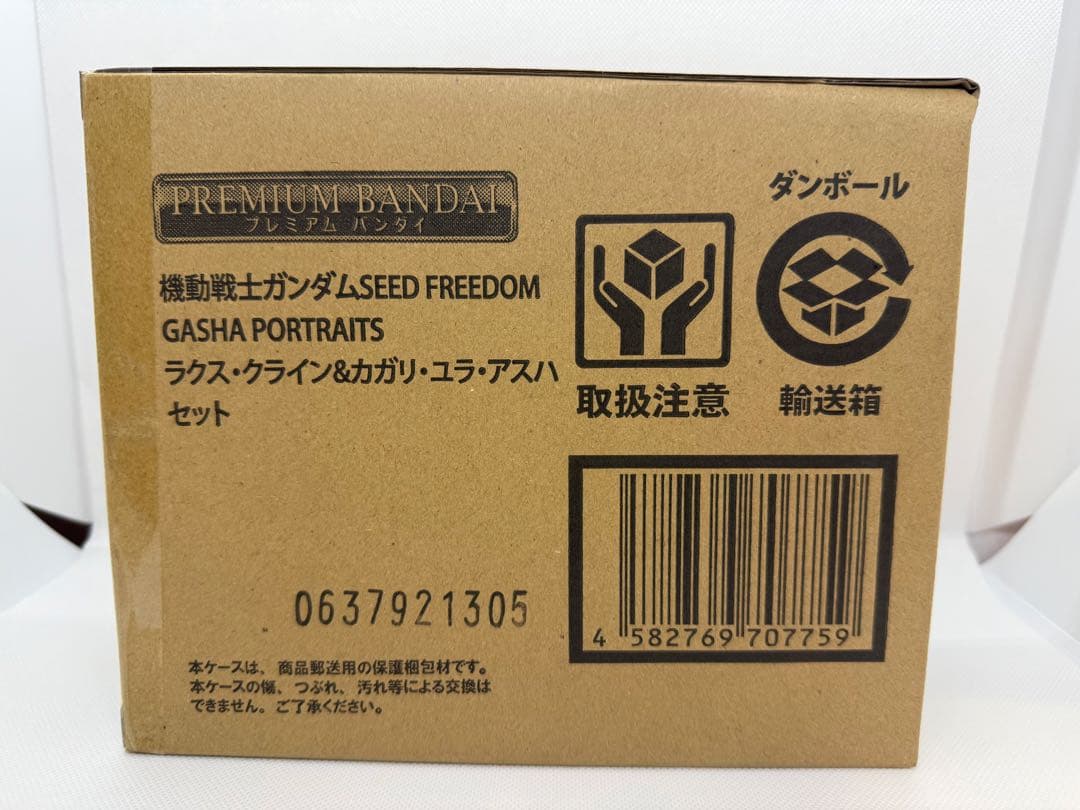 PREMIUM BANDAI
プレミアム バンダイ
機動戦士ガンダムSEED FREEDOM
GASHA PORTRAITS
ラクス・クライン&カガリ・ユラ・アスハ
セット
ダンボール
取扱注意
輸送箱
0637921305
4 582769 707759
本ケースは、商品郵送用の保護梱包材です。
本ケースの傷、つぶれ、汚れ等による交換は
できません。ご了承ください。